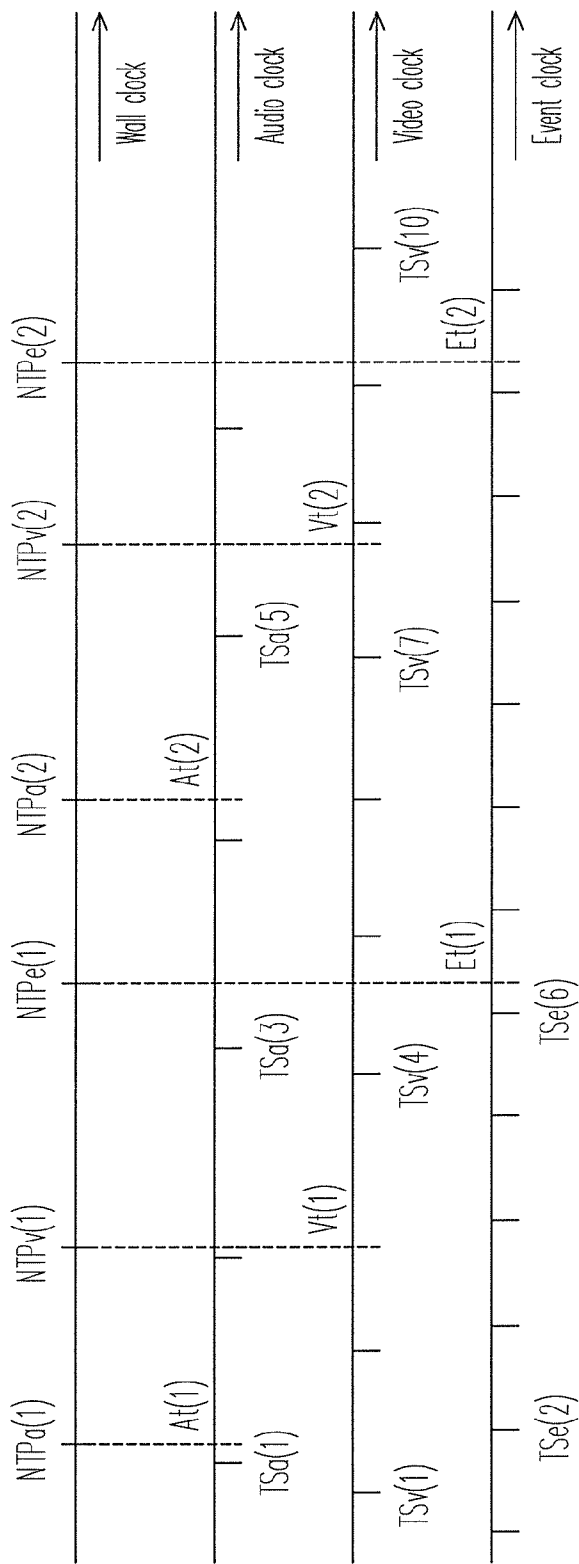 NTPa(1)
NTPv(1)
NTPe(1)
NTPa(2)
NTPv(2)
NTPe(2)
Wall clock
At(1)
At(2)
TSa(1)
TSa(3)
TSa(5)
Audio clock
Vt(1)
Vt(2)
TSv(1)
TSv(4)
TSv(7)
TSv(10)
Video clock
Et(1)
Et(2)
TSe(2)
TSe(6)
Event clock